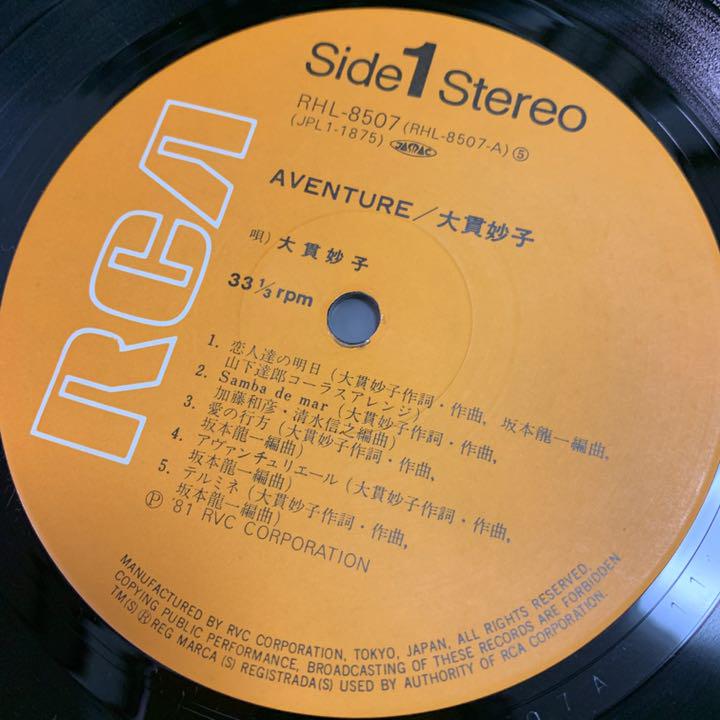 RCA
Side 1 Stereo
RHL-8507 (RHL-8507-A) ⑤
(JPL1-1875) JASRAC
AVENTURE/大貫妙子
唄) 大貫妙子
33 1/3 rpm
1. 恋人達の明日 (大貫妙子作詞・作曲, 坂本龍一編曲,
山下達郎コーラスアレンジ)
2. Samba de mar (大貫妙子作詞・作曲,
加藤和彦・清水信之編曲)
3. 愛の行方 (大貫妙子作詞・作曲,
坂本龍一編曲)
4. アヴァンチュリエール (大貫妙子作詞・作曲,
坂本龍一編曲)
5. テルミネ (大貫妙子作詞・作曲,
坂本龍一編曲)
Ⓟ '81 RVC CORPORATION
MANUFACTURED BY RVC CORPORATION, TOKYO, JAPAN, ALL RIGHTS RESERVED.
COPYING PUBLIC PERFORMANCE, BROADCASTING OF THESE RECORDS ARE FORBIDDEN
TM(S) ® REG MARCA(S) REGISTRADA(S) USED BY AUTHORITY OF RCA CORPORATION.